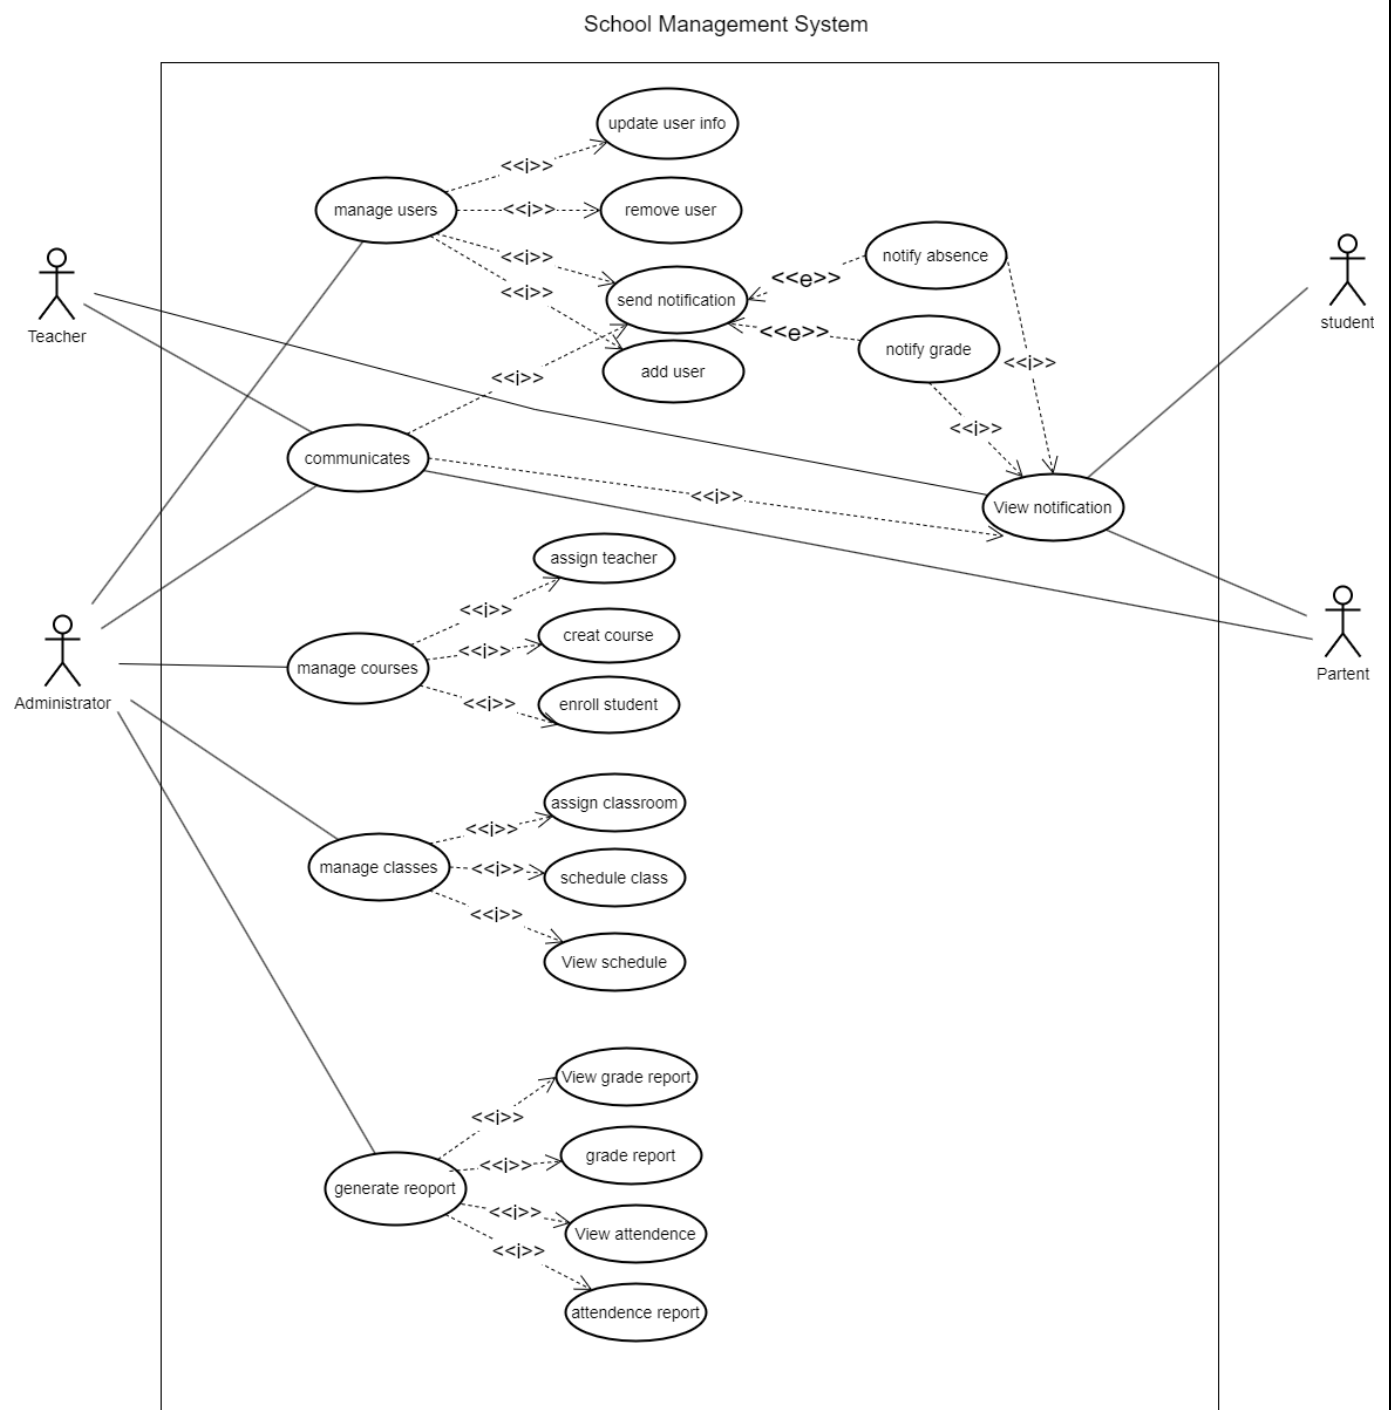 School Management System
update user info
<<i>>
manage users
<<i>>
remove user
<<i>>
notify absence
<<e>>
<<i>>
send notification
Teacher
student
<<e>>
notify grade
<<i>>
add user
<<i>>
<<i>>
communicates
<<i>>
View notification
assign teacher
<<i>>
creat course
<<i>>
manage courses
Partent
Administrator
<<i>>
enroll student
assign classroom
<<i>>
manage classes
<<i>>
schedule class
<<i>>
View schedule
View grade report
<<i>>
grade report
<<i>>
generate reoport
<<i>>
View attendence
<<i>>
attendence report